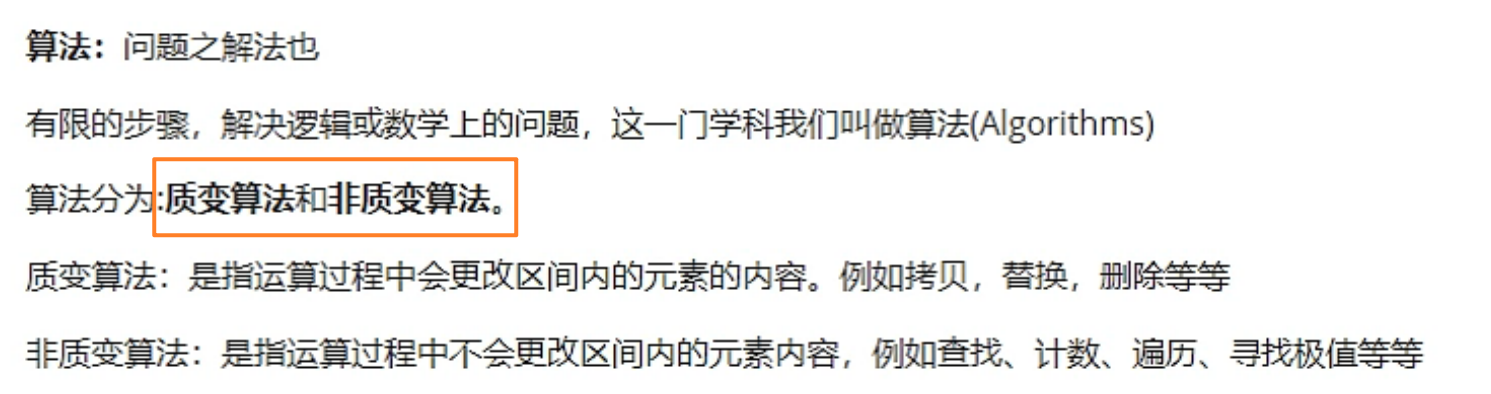 算法：问题之解法也
有限的步骤，解决逻辑或数学上的问题，这一门学科我们叫做算法(Algorithms)
算法分为:质变算法和非质变算法。
质变算法：是指运算过程中会更改区间内的元素的内容。例如拷贝，替换，删除等等
非质变算法：是指运算过程中不会更改区间内的元素内容，例如查找、计数、遍历、寻找极值等等